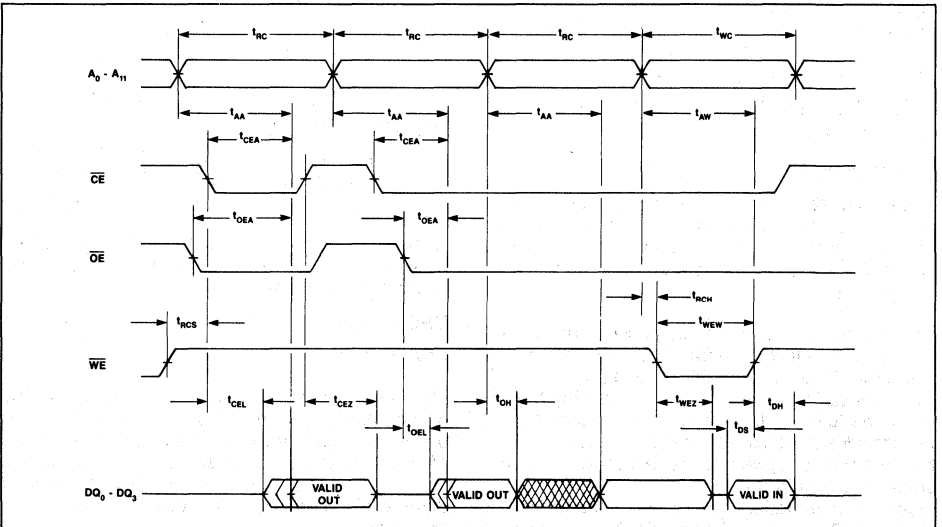 tRC tRC tRC tWC
A0 - A11
tAA tAA tAA tAW
tCEA tCEA
CE
tOEA tOEA
OE
tRCH
tRCS tWEW
WE
tCEL tCEZ tOH tWEZ tDH
tOEL tDS
DQ0 - DQ3 VALID OUT VALID OUT VALID IN